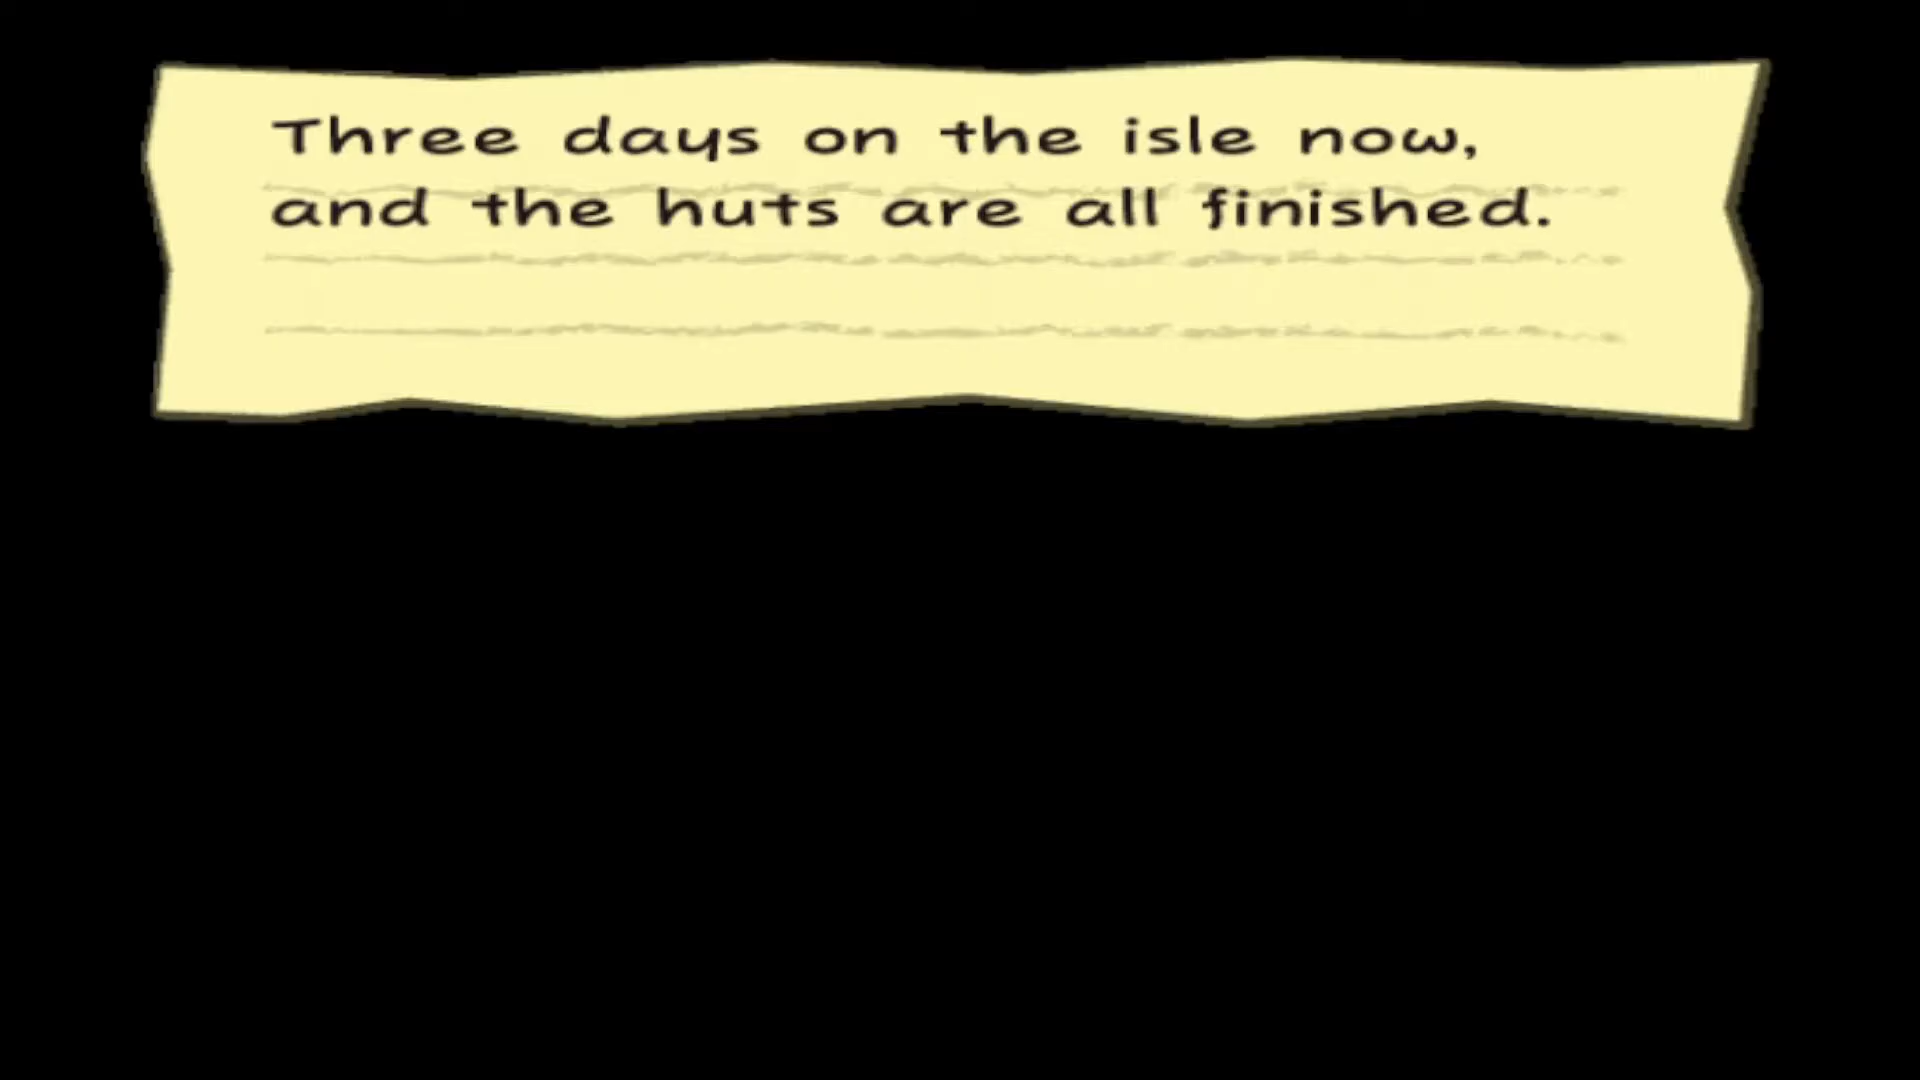 Three days on the isle now,
and the huts are all finished.